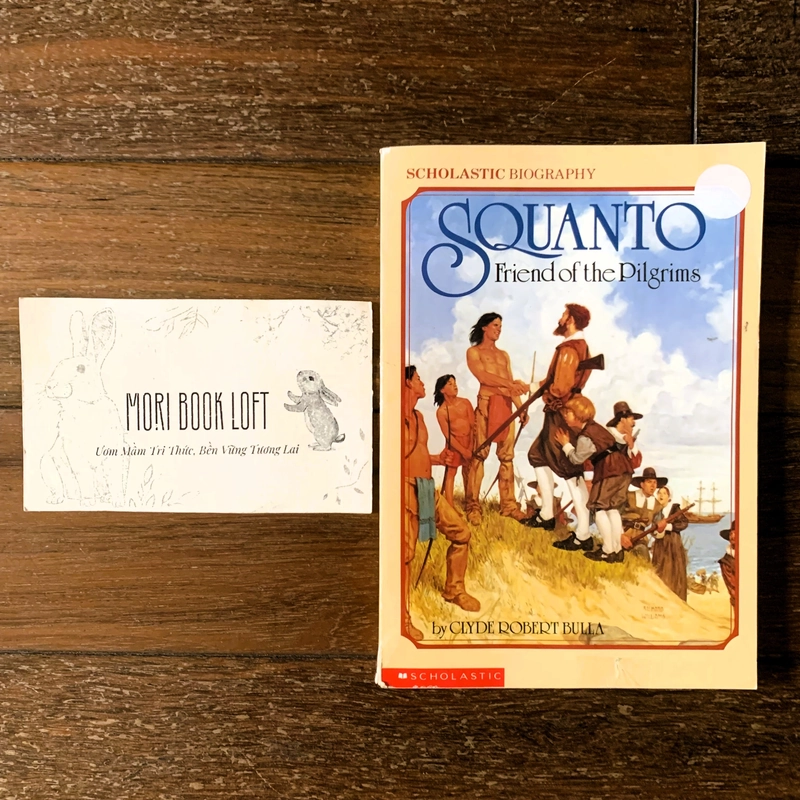 MORI BOOK LOFT
Ươm Mầm Tri Thức, Bền Vững Tương Lai
SCHOLASTIC BIOGRAPHY
SQUANTO
Friend of the Pilgrims
by CLYDE ROBERT BULLA
SCHOLASTIC